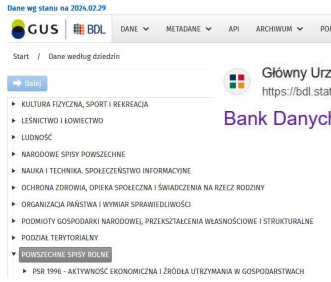 Dane wg stanu na 2024.02.29
GUS BDL DANE METADANE API ARCHIWUM
Start / Dane według dziedzin
Dalej
Główny Urz
https://bdl.stat
Bank Danych
KULTURA FIZYCZNA, SPORT I REKREACJA
LEŚNICTWO I ŁOWIECTWO
LUDNOŚĆ
NARODOWE SPISY POWSZECHNE
NAUKA I TECHNIKA. SPOŁECZEŃSTWO INFORMACYJNE
OCHRONA ZDROWIA, OPIEKA SPOŁECZNA I ŚWIADCZENIA NA RZECZ RODZINY
ORGANIZACJA PAŃSTWA I WYMIAR SPRAWIEDLIWOŚCI
PODMIOTY GOSPODARKI NARODOWEJ, PRZEKSZTAŁCENIA WŁASNOŚCIOWE I STRUKTURALNE
PODZIAŁ TERYTORIALNY
POWSZECHNE SPISY ROLNE
PSR 1996 - AKTYWNOŚĆ EKONOMICZNA I ŹRÓDŁA UTRZYMANIA W GOSPODARSTWACH